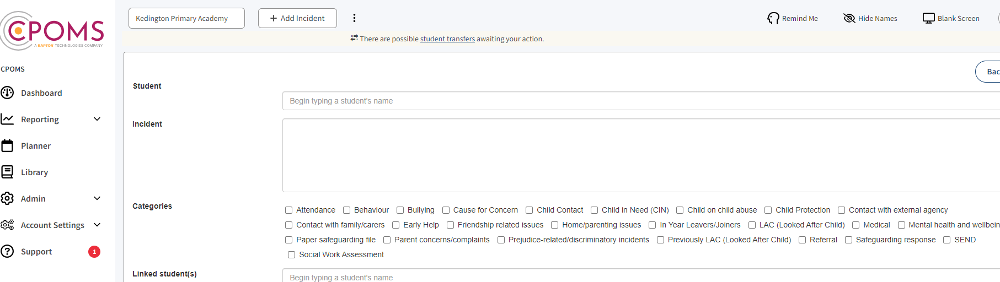 Kedington Primary Academy
+ Add Incident
Remind Me
Hide Names
Blank Screen
CPOMS
A RAPTOR TECHNOLOGIES COMPANY
There are possible student transfers awaiting your action.
CPOMS
Dashboard
Reporting
Planner
Library
Admin
Account Settings
Support 1
Bac
Student
Begin typing a student's name
Incident
Categories
Attendance Behaviour Bullying Cause for Concern Child Contact Child in Need (CIN) Child on child abuse Child Protection Contact with external agency
Contact with family/carers Early Help Friendship related issues Home/parenting issues In Year Leavers/Joiners LAC (Looked After Child) Medical Mental health and wellbein
Paper safeguarding file Parent concerns/complaints Prejudice-related/discriminatory incidents Previously LAC (Looked After Child) Referral Safeguarding response SEND
Social Work Assessment
Linked student(s)
Begin typing a student's name